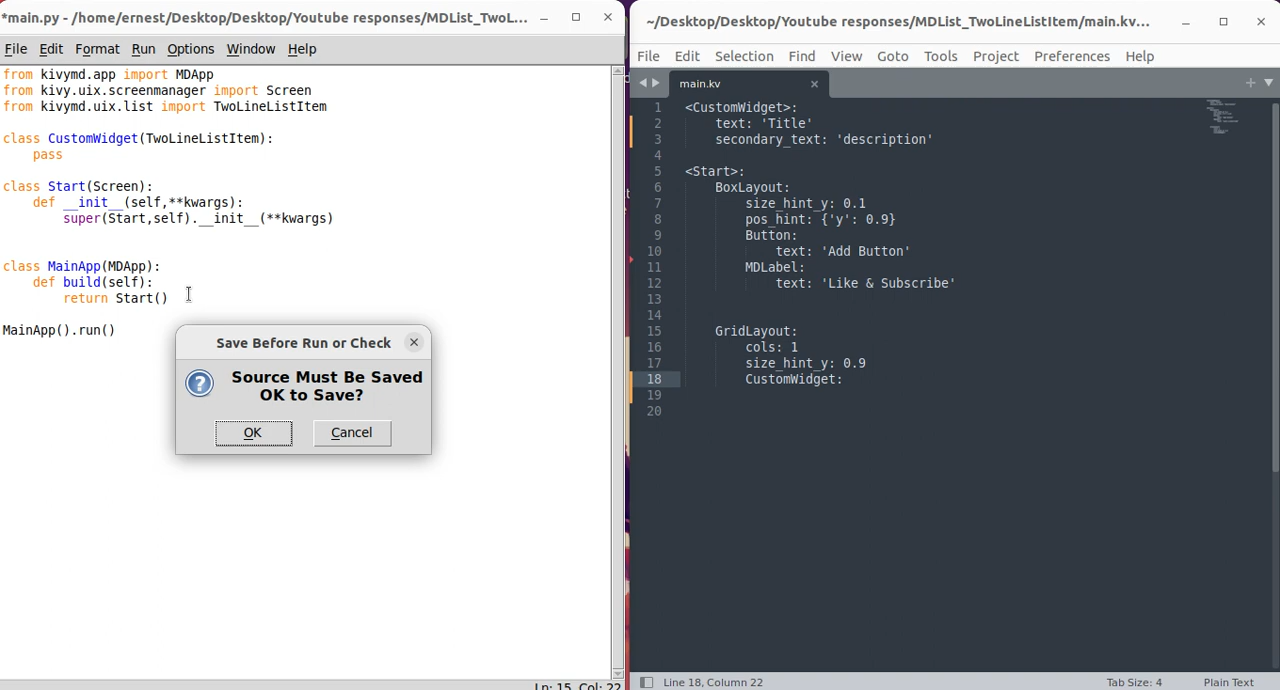 *main.py - /home/ernest/Desktop/Desktop/Youtube responses/MDList_TwoL...
File Edit Format Run Options Window Help
from kivymd.app import MDApp
from kivy.uix.screenmanager import Screen
from kivymd.uix.list import TwoLineListItem
class CustomWidget(TwoLineListItem):
pass
class Start(Screen):
def __init__(self,**kwargs):
super(Start,self).__init__(**kwargs)
class MainApp(MDApp):
def build(self):
return Start()
MainApp().run()
Save Before Run or Check
Source Must Be Saved
OK to Save?
OK Cancel
Ln: 15 Col: 22
~/Desktop/Desktop/Youtube responses/MDList_TwoLineListItem/main.kv...
File Edit Selection Find View Goto Tools Project Preferences Help
main.kv
1 <CustomWidget>:
2 text: 'Title'
3 secondary_text: 'description'
4
5 <Start>:
6 BoxLayout:
7 size_hint_y: 0.1
8 pos_hint: {'y': 0.9}
9 Button:
10 text: 'Add Button'
11 MDLabel:
12 text: 'Like & Subscribe'
13
14
15 GridLayout:
16 cols: 1
17 size_hint_y: 0.9
18 CustomWidget:
19
20
Line 18, Column 22
Tab Size: 4
Plain Text